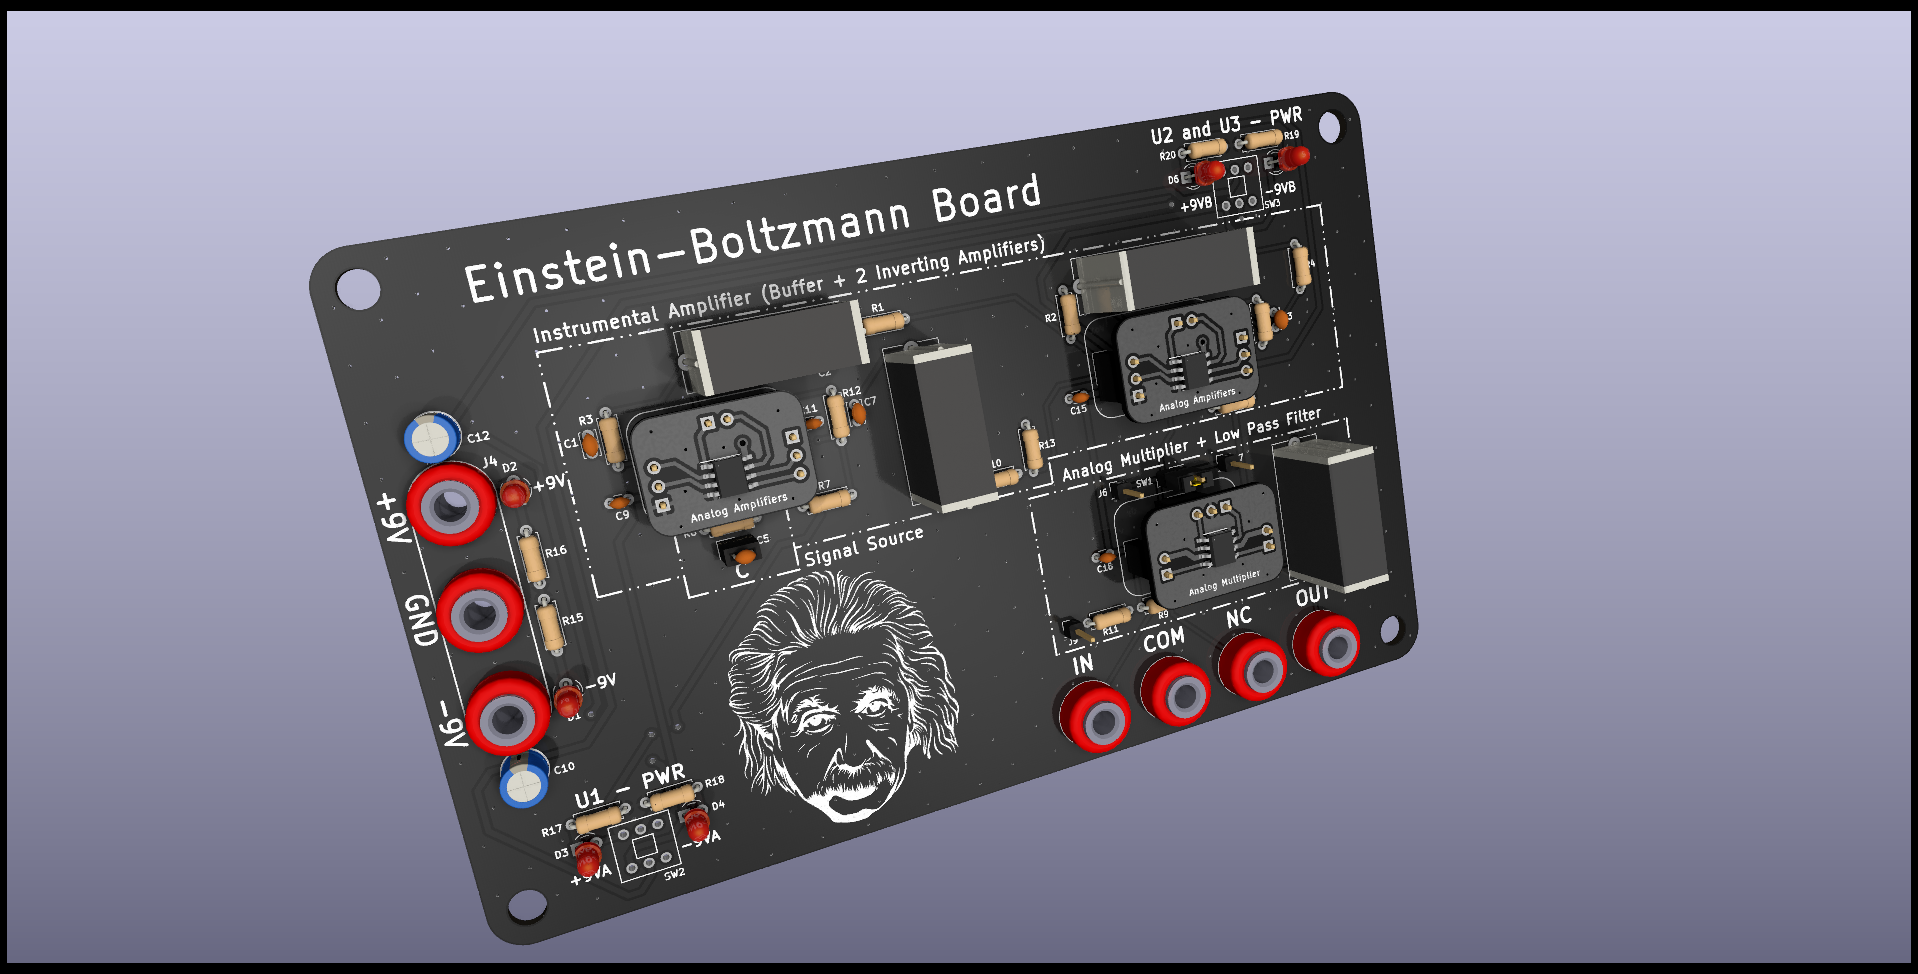 U2 and U3 - PWR
R20
R19
D6
-9VB
+9VB
SW3
Einstein-Boltzmann Board
Instrumental Amplifier (Buffer + 2 Inverting Amplifiers)
R1
R2
C2
R3
R12
C7
C1
C15
Analog Amplifiers
C12
J4
D2
+9V
+9V
R13
Analog Multiplier + Low Pass Filter
J6
SW1
7
C9
R7
Analog Amplifiers
C5
C
Signal Source
R16
GND
R15
C16
Analog Multiplier
R11
R9
J9
IN
COM
NC
OUT
-9V
-9V
C10
U1 - PWR
R18
R17
D4
D3
-9VA
+9VA
SW2